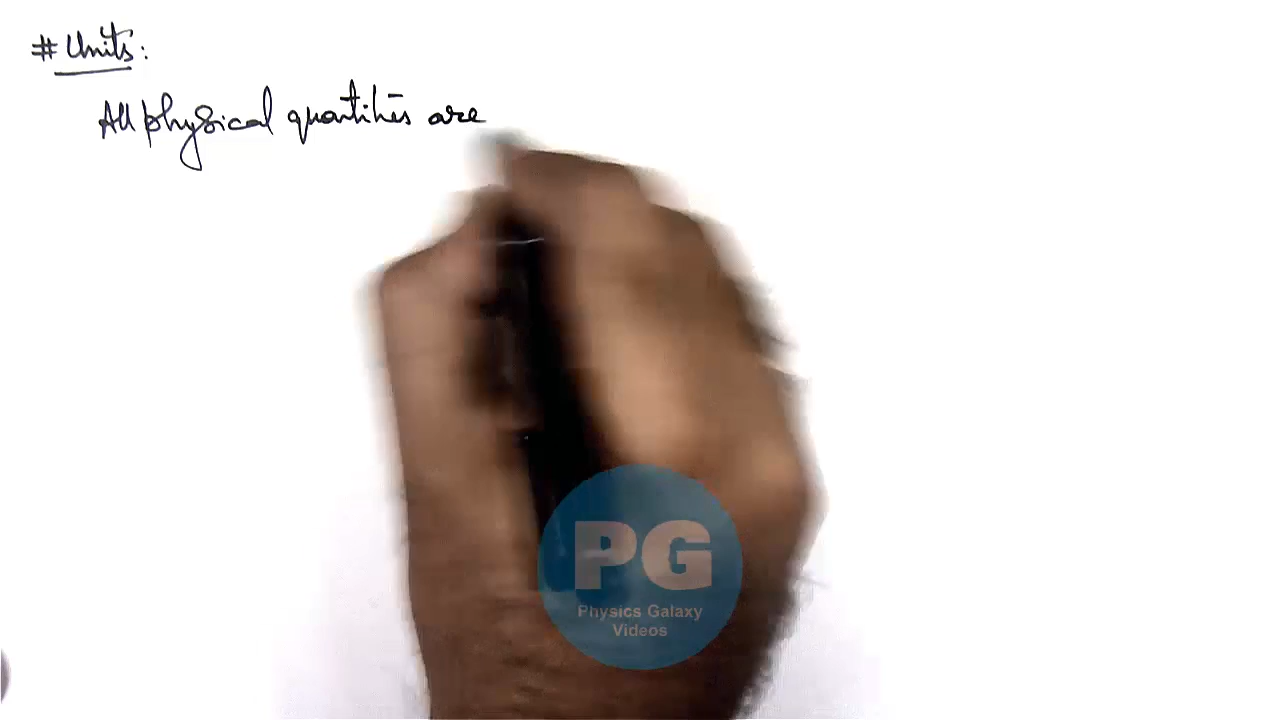 # Units:
All physical quantities are
PG
Physics Galaxy
Videos